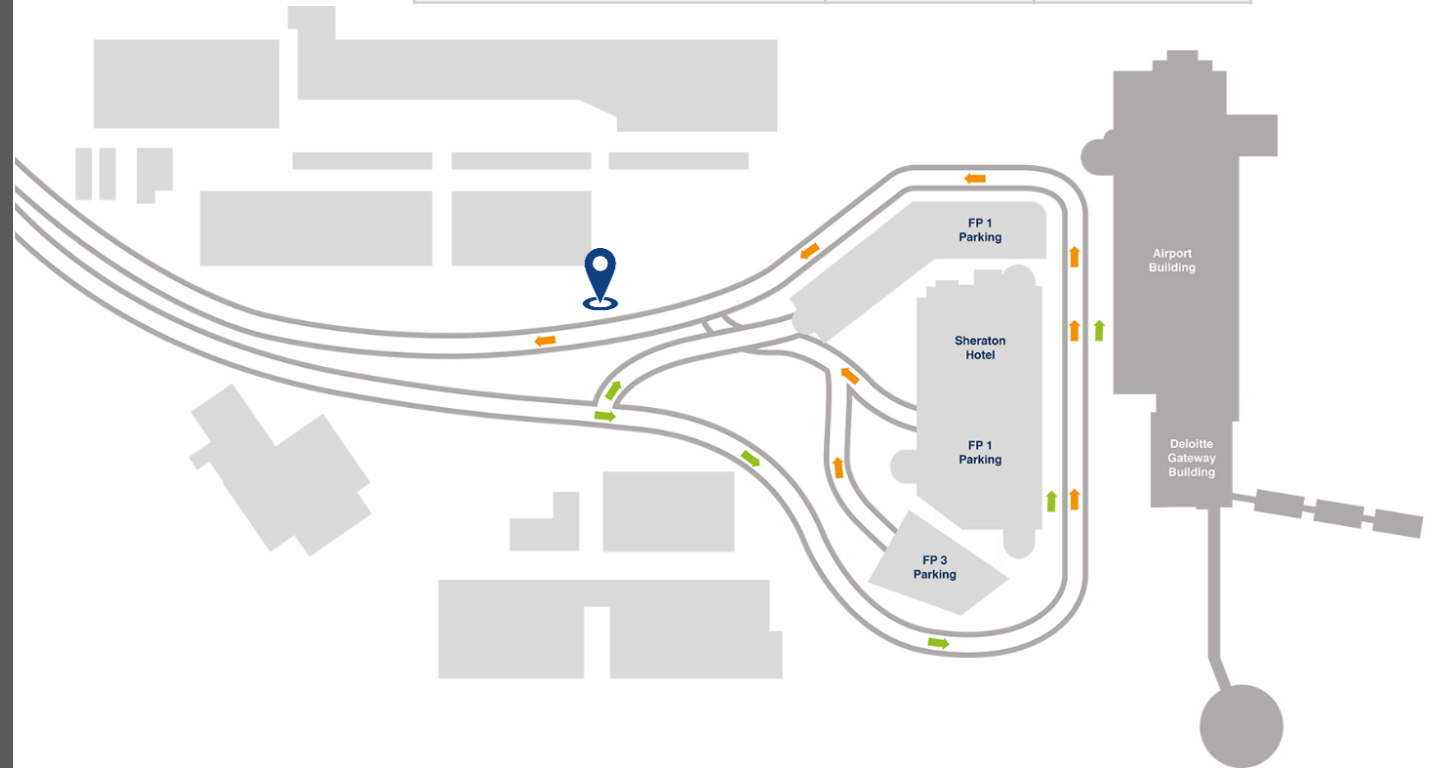 FP 1
Parking
Airport
Building
Sheraton
Hotel
FP 1
Parking
Deloitte
Gateway
Building
FP 3
Parking